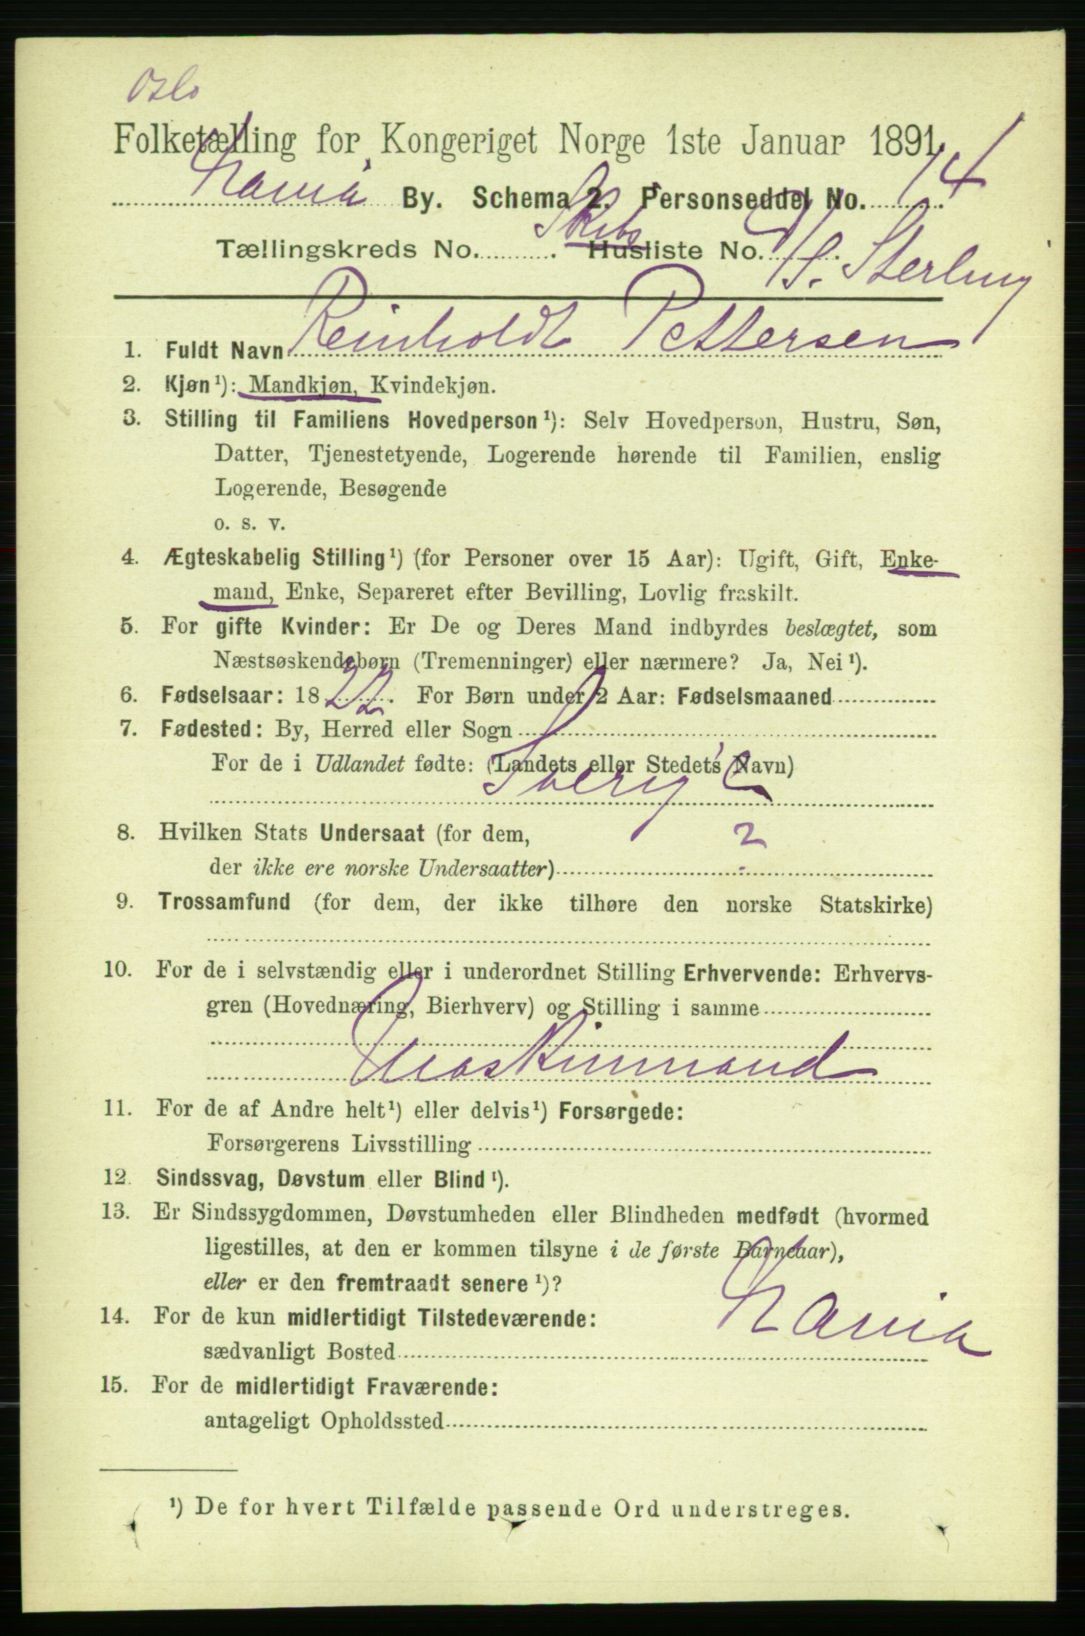 Oslo
Folketælling for Kongeriget Norge 1ste Januar 1891.
Xania By. Schema 2. Personseddel No. 14
Tællingskreds No. ........ Skibs Husliste No. D/S. Sterling
1. Fuldt Navn Reinholdt Pettersen
2. Kjøn¹): Mandkjøn, Kvindekjøn.
3. Stilling til Familiens Hovedperson¹): Selv Hovedperson, Hustru, Søn,
Datter, Tjenestetyende, Logerende hørende til Familien, enslig
Logerende, Besøgende
o. s. v.
4. Ægteskabelig Stilling¹) (for Personer over 15 Aar): Ugift, Gift, Enke-
mand, Enke, Separeret efter Bevilling, Lovlig fraskilt.
5. For gifte Kvinder: Er De og Deres Mand indbyrdes beslægtet, som
Næstsøskendebørn (Tremenninger) eller nærmere? Ja, Nei¹).
6. Fødselsaar: 1822. For Børn under 2 Aar: Fødselsmaaned
7. Fødested: By, Herred eller Sogn
For de i Udlandet fødte: (Landets eller Stedets Navn)
Sverige
8. Hvilken Stats Undersaat (for dem,
der ikke ere norske Undersaatter) ?
9. Trossamfund (for dem, der ikke tilhøre den norske Statskirke)
10. For de i selvstændig eller i underordnet Stilling Erhvervende: Erhvervs-
gren (Hovednæring, Bierhverv) og Stilling i samme
Maskinmand
11. For de af Andre helt¹) eller delvis¹) Forsørgede:
Forsørgerens Livsstilling
12. Sindssvag, Døvstum eller Blind¹).
13. Er Sindssygdommen, Døvstumheden eller Blindheden medfødt (hvormed
ligestilles, at den er kommen tilsyne i de første Barneaar),
eller er den fremtraadt senere¹)?
14. For de kun midlertidigt Tilstedeværende:
sædvanligt Bosted Xania
15. For de midlertidigt Fraværende:
antageligt Opholdssted
¹) De for hvert Tilfælde passende Ord understreges.